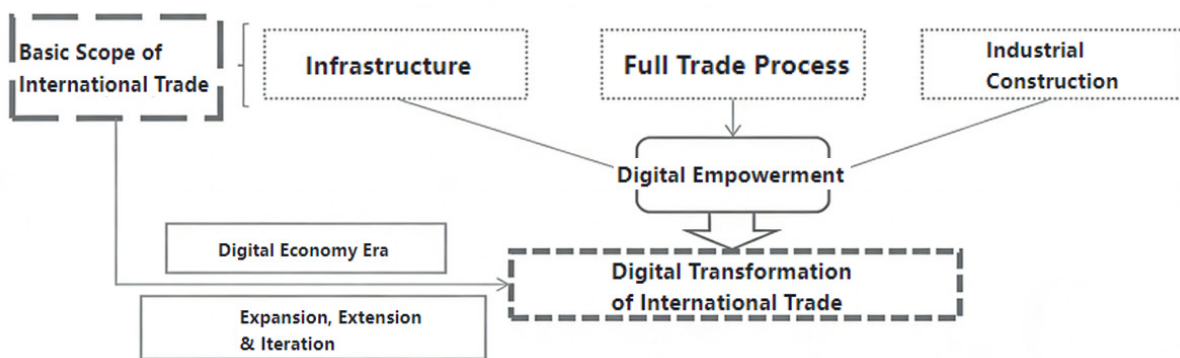 Basic Scope of
International Trade
Infrastructure
Full Trade Process
Industrial
Construction
Digital Empowerment
Digital Economy Era
Digital Transformation
of International Trade
Expansion, Extension
& Iteration